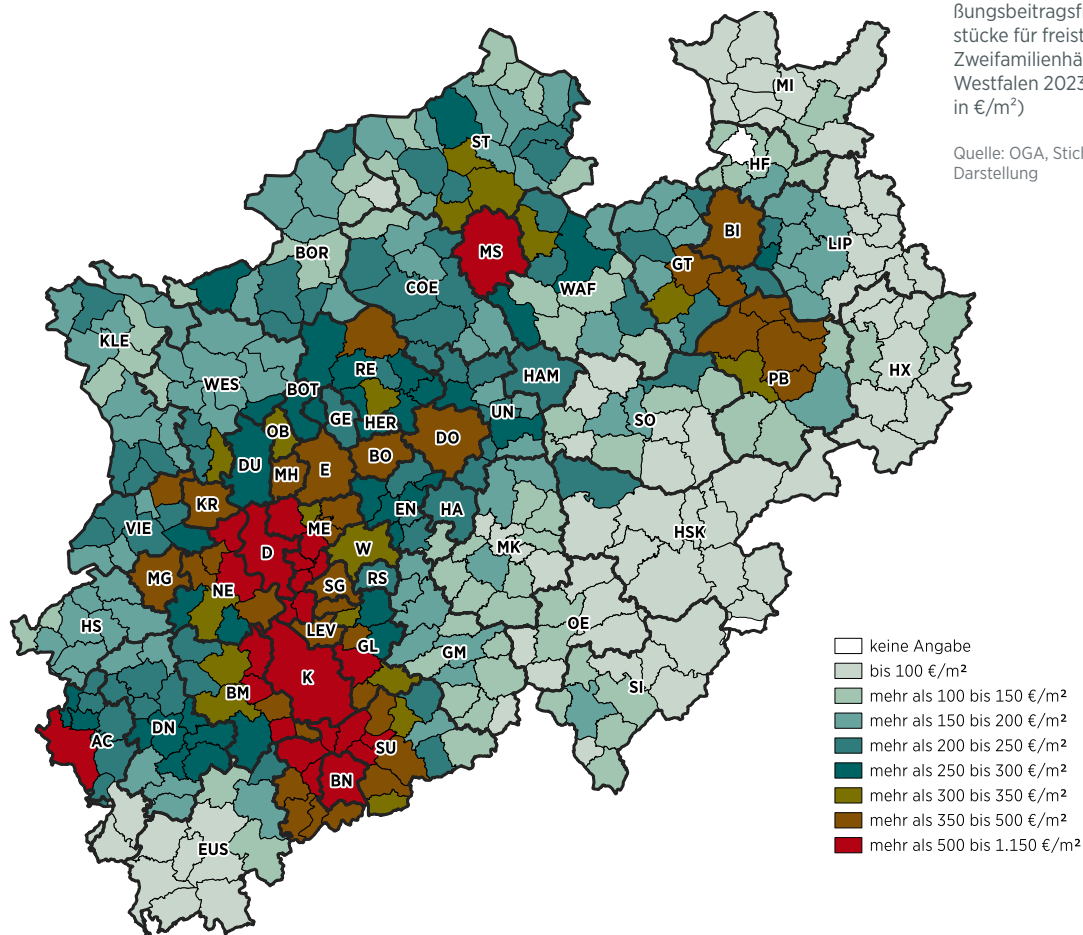 ßungsbeitragsf
stücke für freist
Zweifamilienhä
Westfalen 2023
in €/m²)
Quelle: OGA, Stich
Darstellung
MI
ST
HF
BI
MS
LIP
BOR
GT
COE
WAF
KLE
RE
HAM
HX
WES
BOT
PB
GE
HER
UN
SO
OB
DO
BO
DU
MH
E
KR
EN
HA
VIE
ME
HSK
D
W
MK
MG
SG
RS
NE
HS
LEV
OE
GL
GM
K
SI
BM
DN
AC
SU
BN
EUS
keine Angabe
bis 100 €/m²
mehr als 100 bis 150 €/m²
mehr als 150 bis 200 €/m²
mehr als 200 bis 250 €/m²
mehr als 250 bis 300 €/m²
mehr als 300 bis 350 €/m²
mehr als 350 bis 500 €/m²
mehr als 500 bis 1.150 €/m²